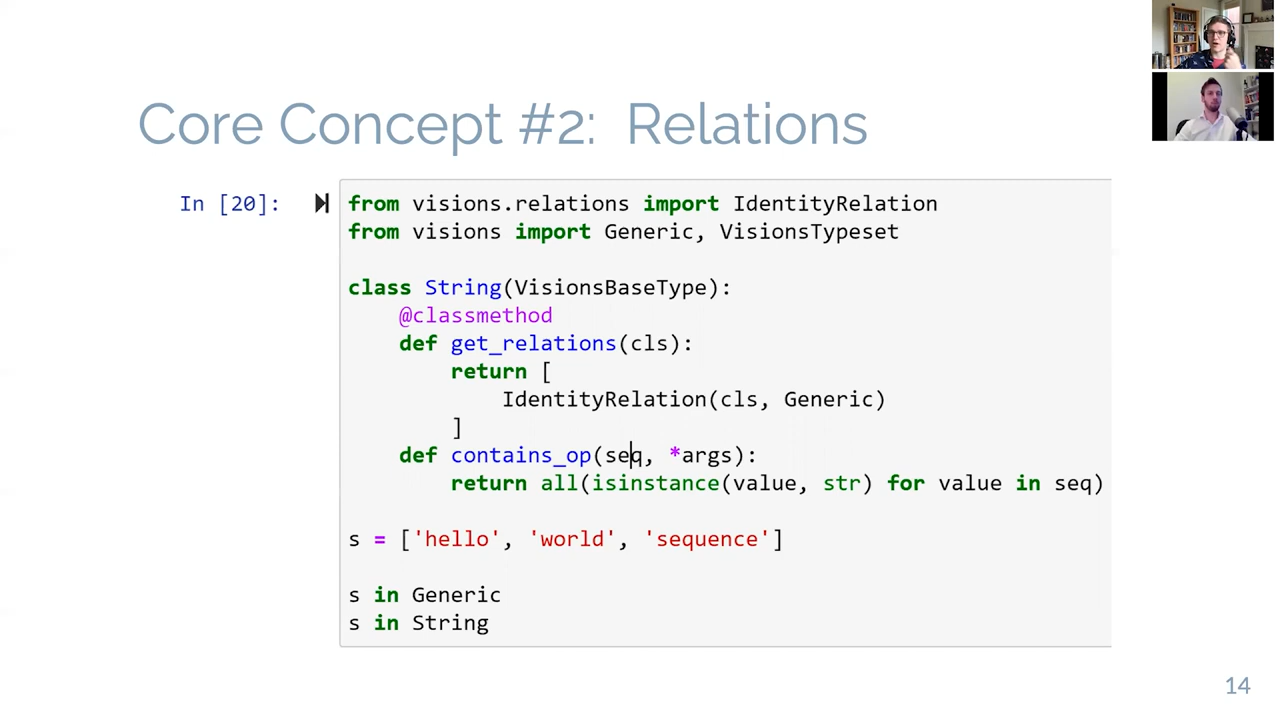 Core Concept #2: Relations
In [20]:
from visions.relations import IdentityRelation
from visions import Generic, VisionsTypeset
class String(VisionsBaseType):
@classmethod
def get_relations(cls):
return [
IdentityRelation(cls, Generic)
]
def contains_op(seq, *args):
return all(isinstance(value, str) for value in seq)
s = ['hello', 'world', 'sequence']
s in Generic
s in String
14